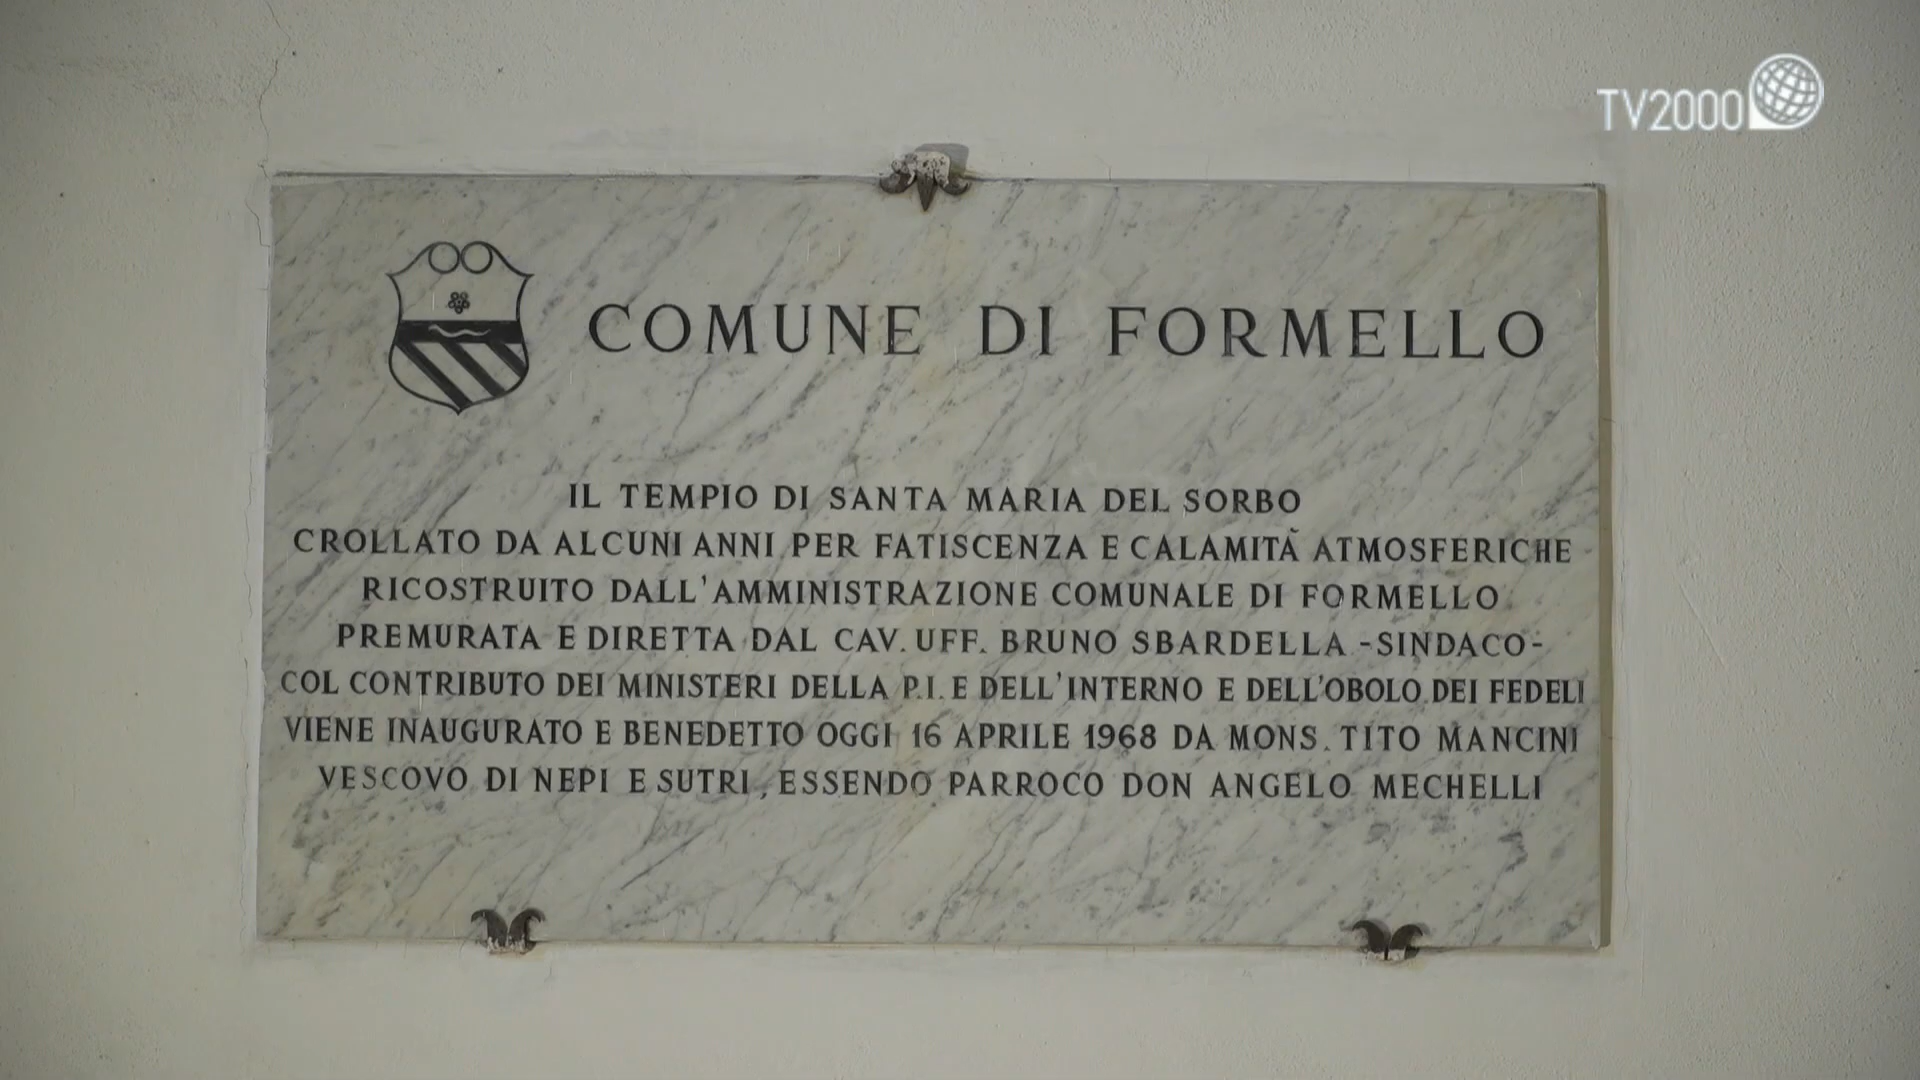 TV2000
COMUNE DI FORMELLO
IL TEMPIO DI SANTA MARIA DEL SORBO
CROLLATO DA ALCUNI ANNI PER FATISCENZA E CALAMITÀ ATMOSFERICHE
RICOSTRUITO DALL'AMMINISTRAZIONE COMUNALE DI FORMELLO
PREMURATA E DIRETTA DAL CAV. UFF. BRUNO SBARDELLA -SINDACO-
COL CONTRIBUTO DEI MINISTERI DELLA P.I. E DELL'INTERNO E DELL'OBOLO DEI FEDELI
VIENE INAUGURATO E BENEDETTO OGGI 16 APRILE 1968 DA MONS. TITO MANCINI
VESCOVO DI NEPI E SUTRI, ESSENDO PARROCO DON ANGELO MECHELLI